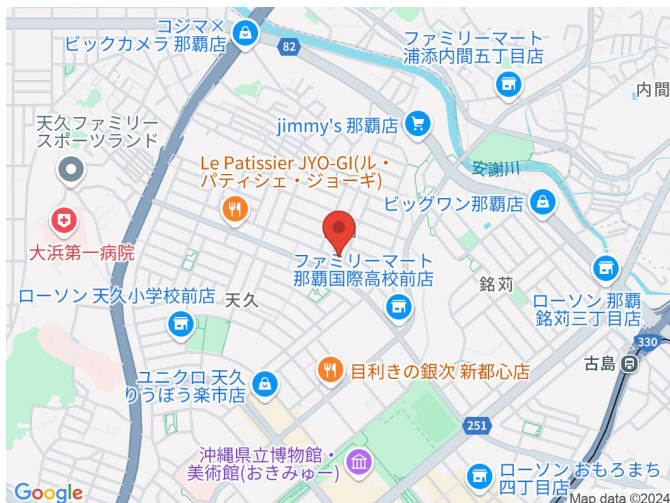 コジマ×
ビックカメラ 那覇店
82
ファミリーマート
浦添内間五丁目店
内間
天久ファミリー
スポーツランド
jimmy's 那覇店
Le Patissier JYO-GI(ル・
パティシェ・ジョーギ)
安謝川
ビッグワン那覇店
大浜第一病院
ファミリーマート
那覇国際高校前店
銘苅
ローソン 天久小学校前店
天久
ローソン 那覇
銘苅三丁目店
330
古島
ユニクロ 天久
りうぼう楽市店
目利きの銀次 新都心店
251
沖縄県立博物館・
美術館(おきみゅー)
ローソン おもろまち
四丁目店
Google
Map data ©2024